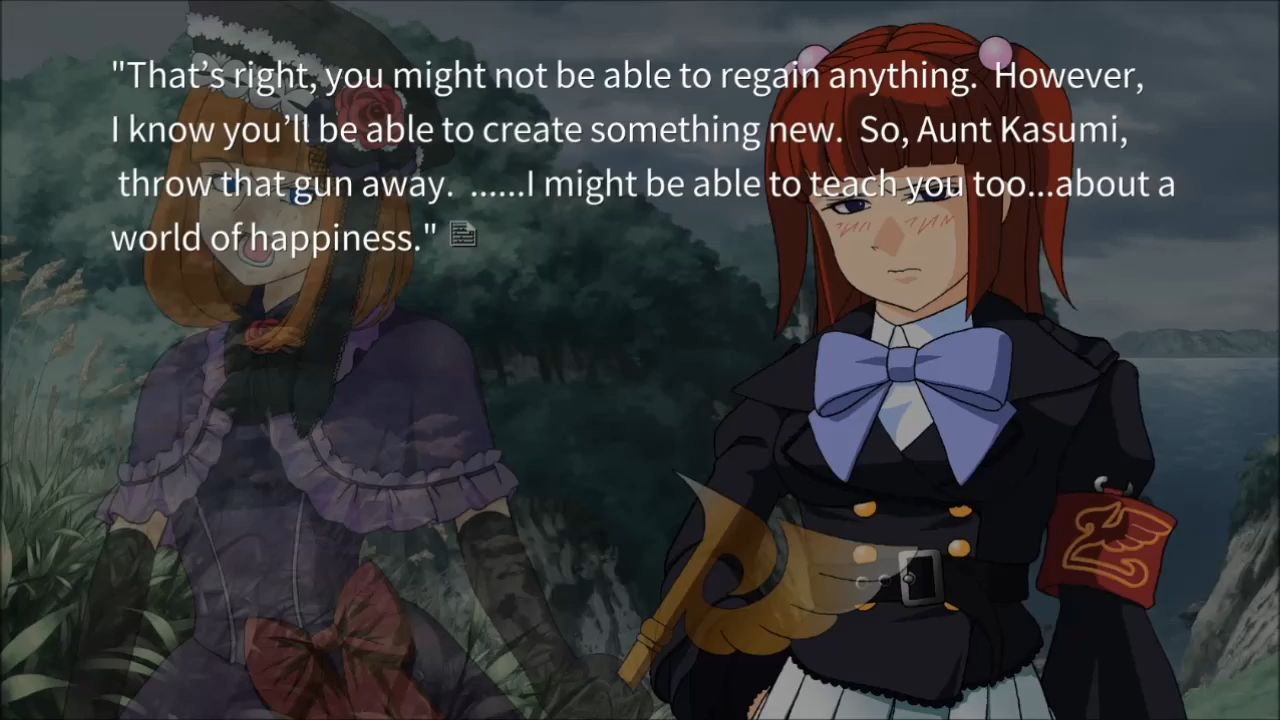 "That’s right, you might not be able to regain anything.  However,
I know you’ll be able to create something new.  So, Aunt Kasumi,
throw that gun away.  ......I might be able to teach you too...about a
world of happiness."